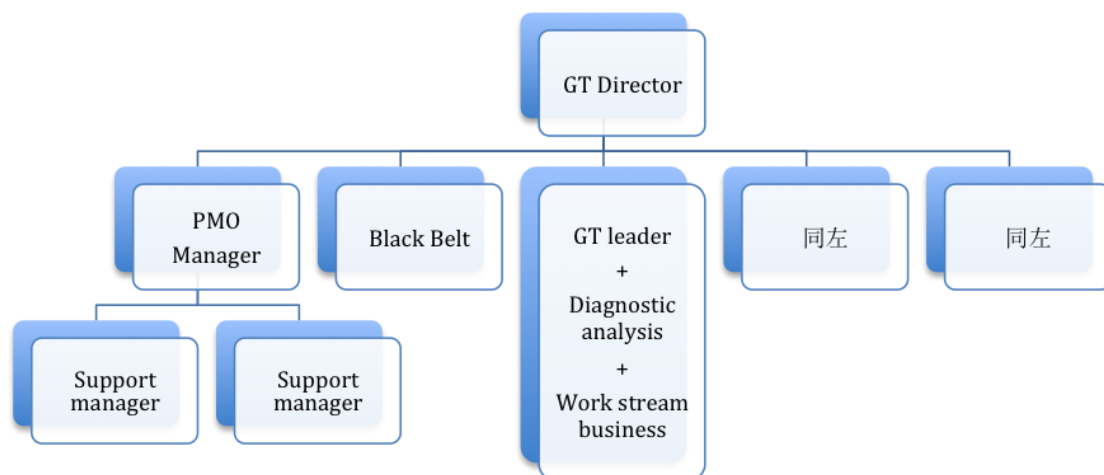 GT Director
PMO
Manager
Black Belt
GT leader
+
Diagnostic
analysis
+
Work stream
business
同左
同左
Support
manager
Support
manager